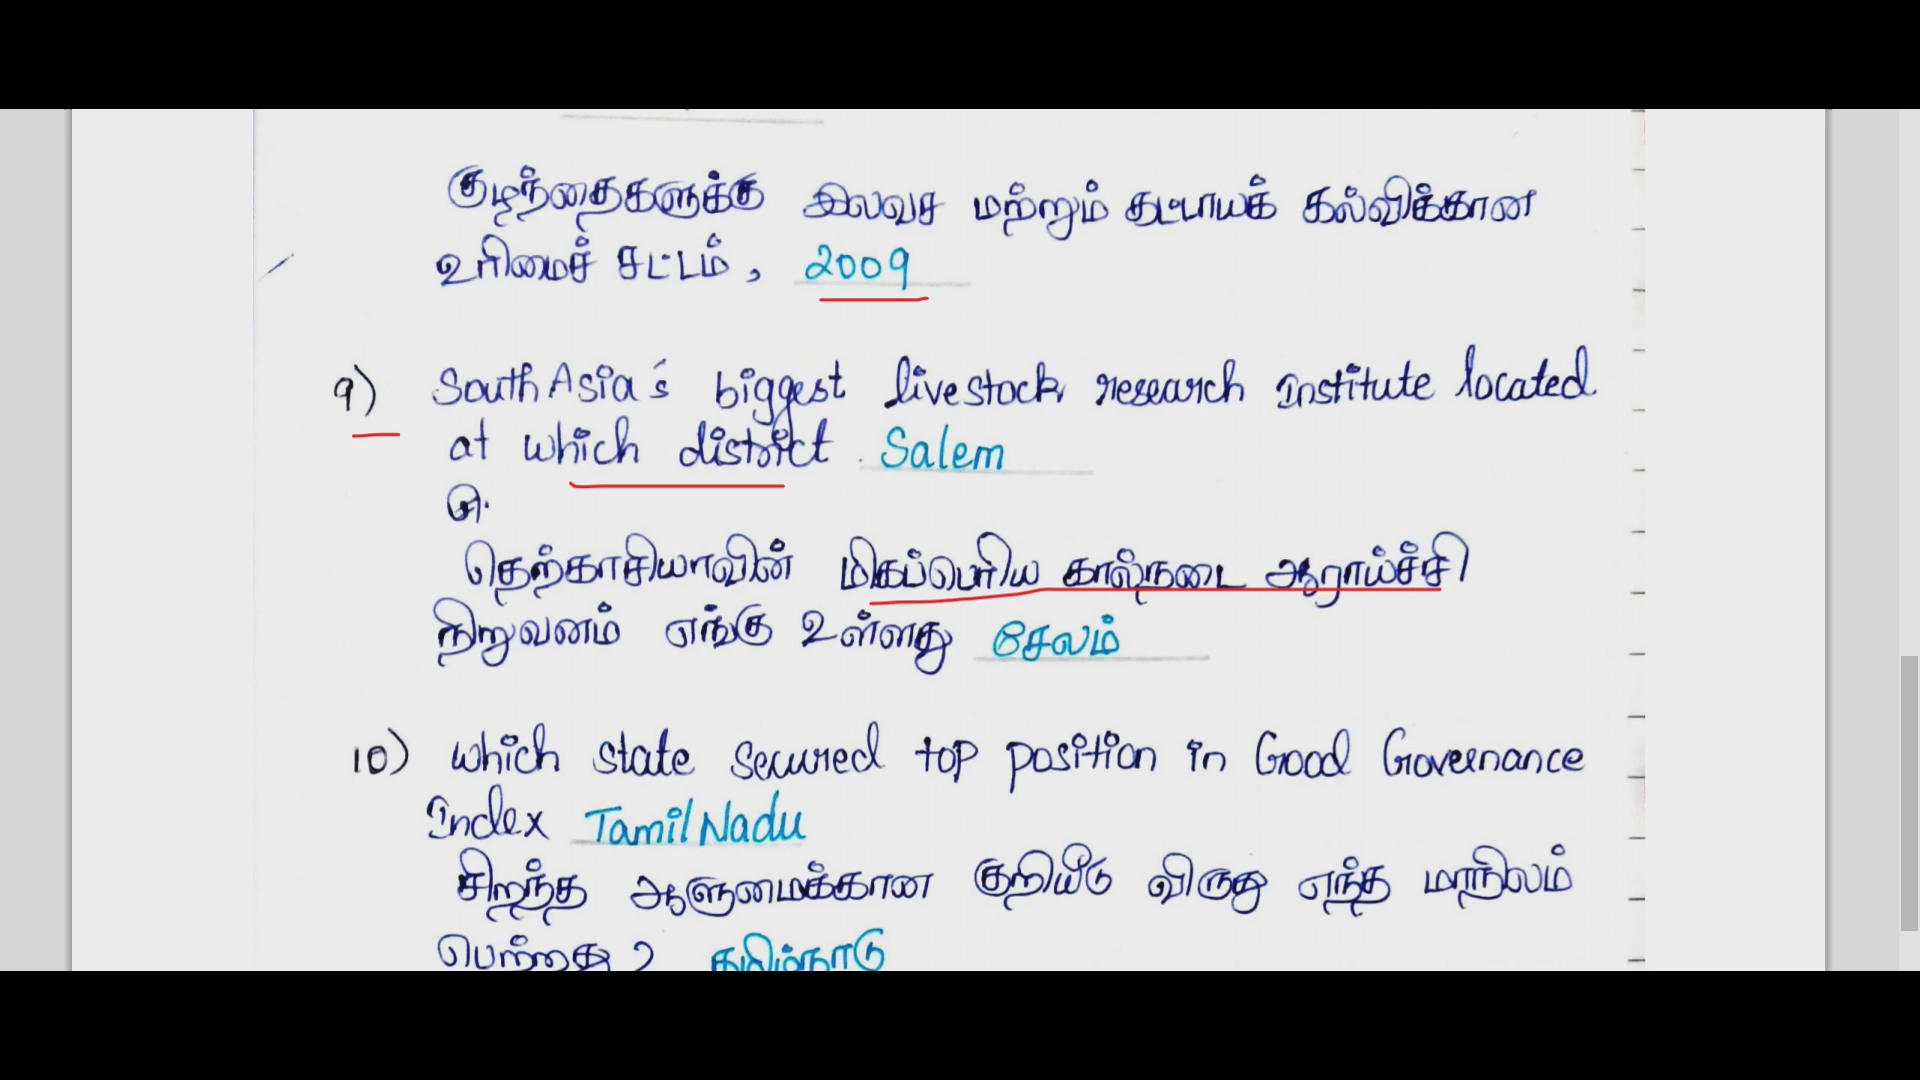 குழந்தைகளுக்கு இலவச மற்றும் கட்டாயக் கல்விக்கான
உரிமைச் சட்டம், 2009
9) South Asia's biggest livestock research Institute located
at which district Salem
தெற்காசியாவின் மிகப்பெரிய கால்நடை ஆராய்ச்சி
நிறுவனம் எங்கு உள்ளது சேலம்
10) which state secured top position in Good Governance
Index Tamil Nadu
சிறந்த ஆளுமைக்கான குறியீடு விருது எந்த மாநிலம்
பெற்றது? தமிழ்நாடு